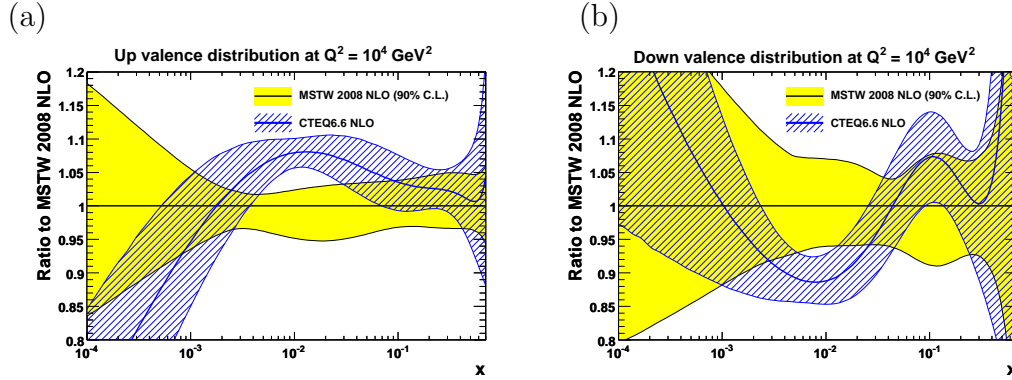 (a)
Up valence distribution at Q² = 10⁴ GeV²
Ratio to MSTW 2008 NLO
1.2
1.15
1.1
1.05
1
0.95
0.9
0.85
0.8
MSTW 2008 NLO (90% C.L.)
CTEQ6.6 NLO
10⁻⁴
10⁻³
10⁻²
10⁻¹
x
(b)
Down valence distribution at Q² = 10⁴ GeV²
Ratio to MSTW 2008 NLO
1.2
1.15
1.1
1.05
1
0.95
0.9
0.85
0.8
MSTW 2008 NLO (90% C.L.)
CTEQ6.6 NLO
10⁻⁴
10⁻³
10⁻²
10⁻¹
x